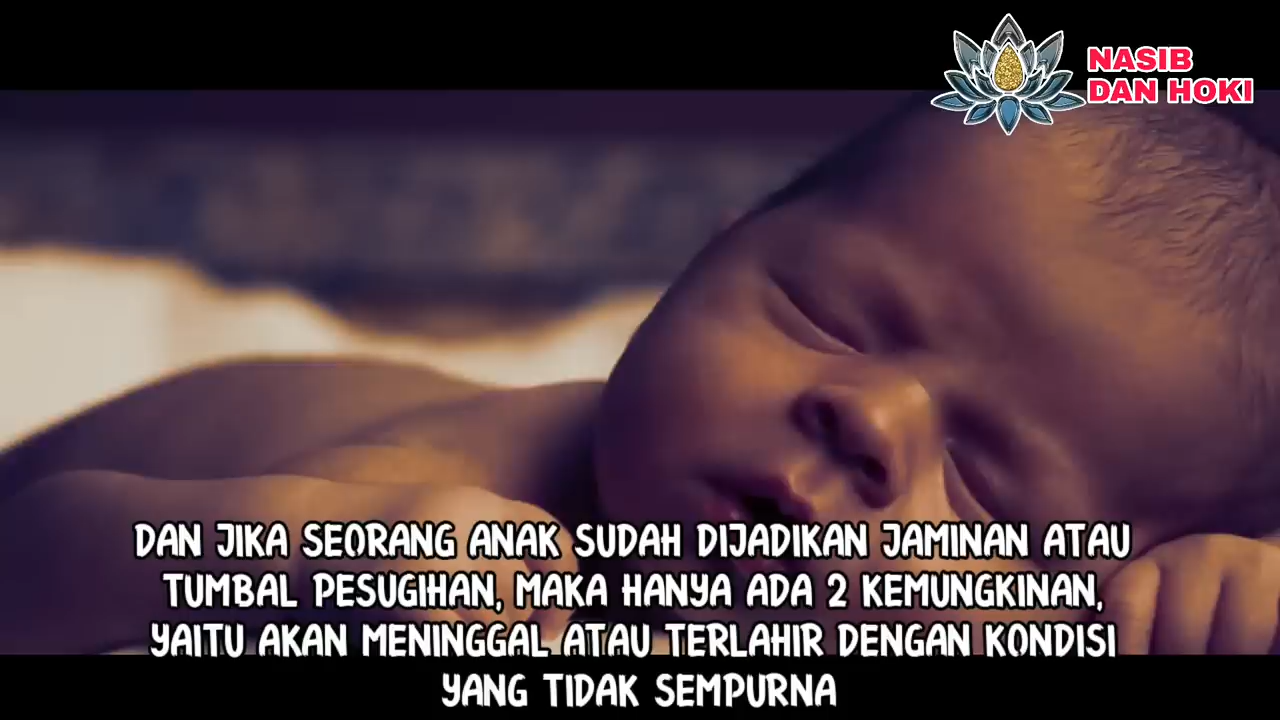 NASIB
DAN HOKI
DAN JIKA SEORANG ANAK SUDAH DIJADIKAN JAMINAN ATAU
TUMBAL PESUGIHAN, MAKA HANYA ADA 2 KEMUNGKINAN,
YAITU AKAN MENINGGAL ATAU TERLAHIR DENGAN KONDISI
YANG TIDAK SEMPURNA